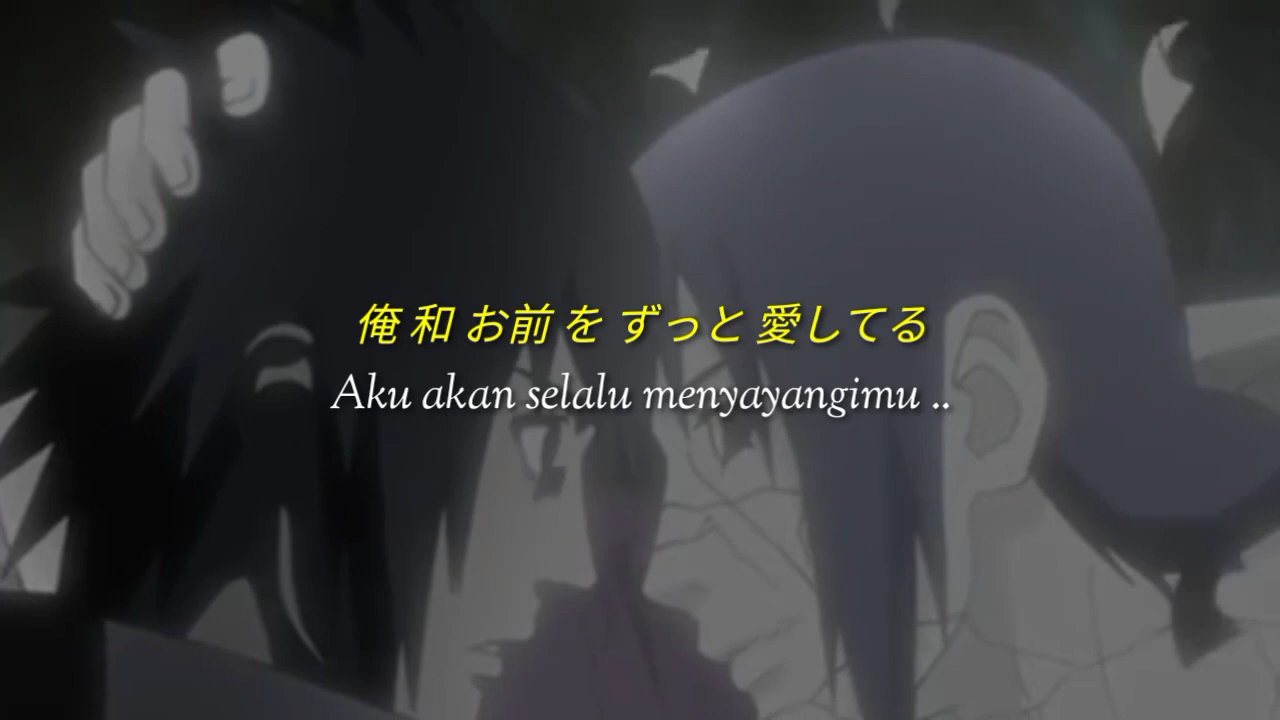 俺 和 お前 を ずっと 愛してる
Aku akan selalu menyayangimu ..